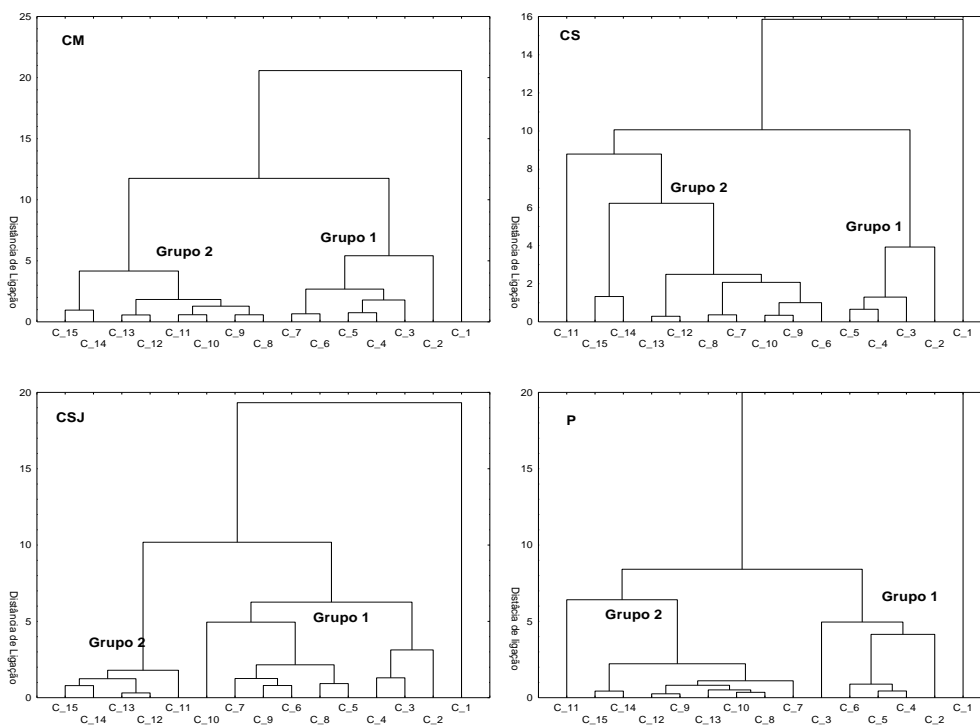 25
CM
20
15
10
5
0
Distância de Ligação
Grupo 2
Grupo 1
C_15 C_13 C_11 C_9 C_7 C_5 C_3 C_1
C_14 C_12 C_10 C_8 C_6 C_4 C_2
16
CS
14
12
10
8
6
4
2
0
Distância de Ligação
Grupo 2
Grupo 1
C_11 C_14 C_12 C_7 C_9 C_5 C_3 C_1
C_15 C_13 C_8 C_10 C_6 C_4 C_2
20
CSJ
15
10
5
0
Distância de Ligação
Grupo 2
Grupo 1
C_15 C_13 C_11 C_7 C_6 C_5 C_3 C_1
C_14 C_12 C_10 C_9 C_8 C_4 C_2
20
P
15
10
5
0
Distâcia de ligação
Grupo 2
Grupo 1
C_11 C_14 C_9 C_10 C_7 C_6 C_4 C_1
C_15 C_12 C_13 C_8 C_3 C_5 C_2